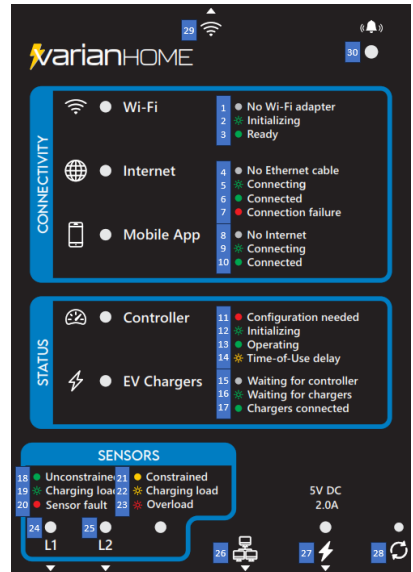 29
30
varianHOME
CONNECTIVITY
Wi-Fi
1 No Wi-Fi adapter
2 Initializing
3 Ready
Internet
4 No Ethernet cable
5 Connecting
6 Connected
7 Connection failure
Mobile App
8 No Internet
9 Connecting
10 Connected
STATUS
Controller
11 Configuration needed
12 Initializing
13 Operating
14 Time-of-Use delay
EV Chargers
15 Waiting for controller
16 Waiting for chargers
17 Chargers connected
SENSORS
18 Unconstrained 21 Constrained
19 Charging load 22 Charging load
20 Sensor fault 23 Overload
5V DC
2.0A
24 25
L1 L2
26 27 28